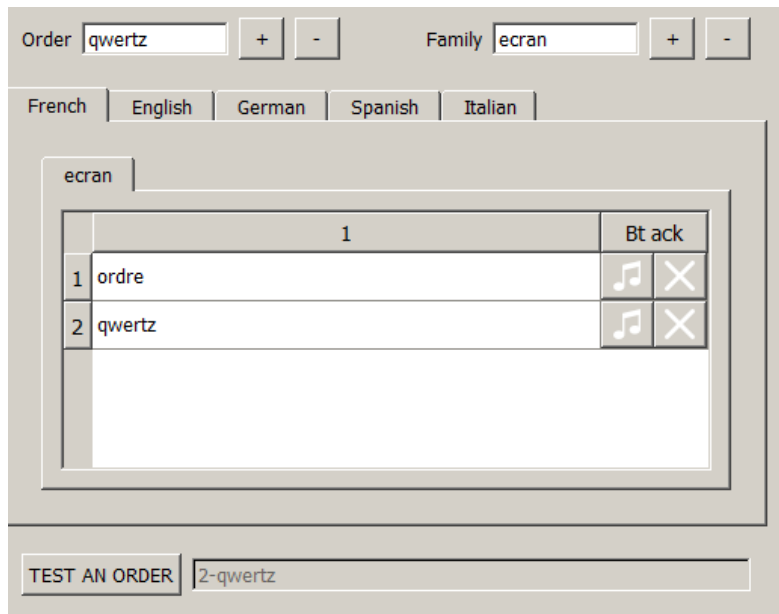 Order qwertz + - Family ecran + -
French English German Spanish Italian
ecran
1 Bt ack
1 ordre
2 qwertz
TEST AN ORDER 2-qwertz